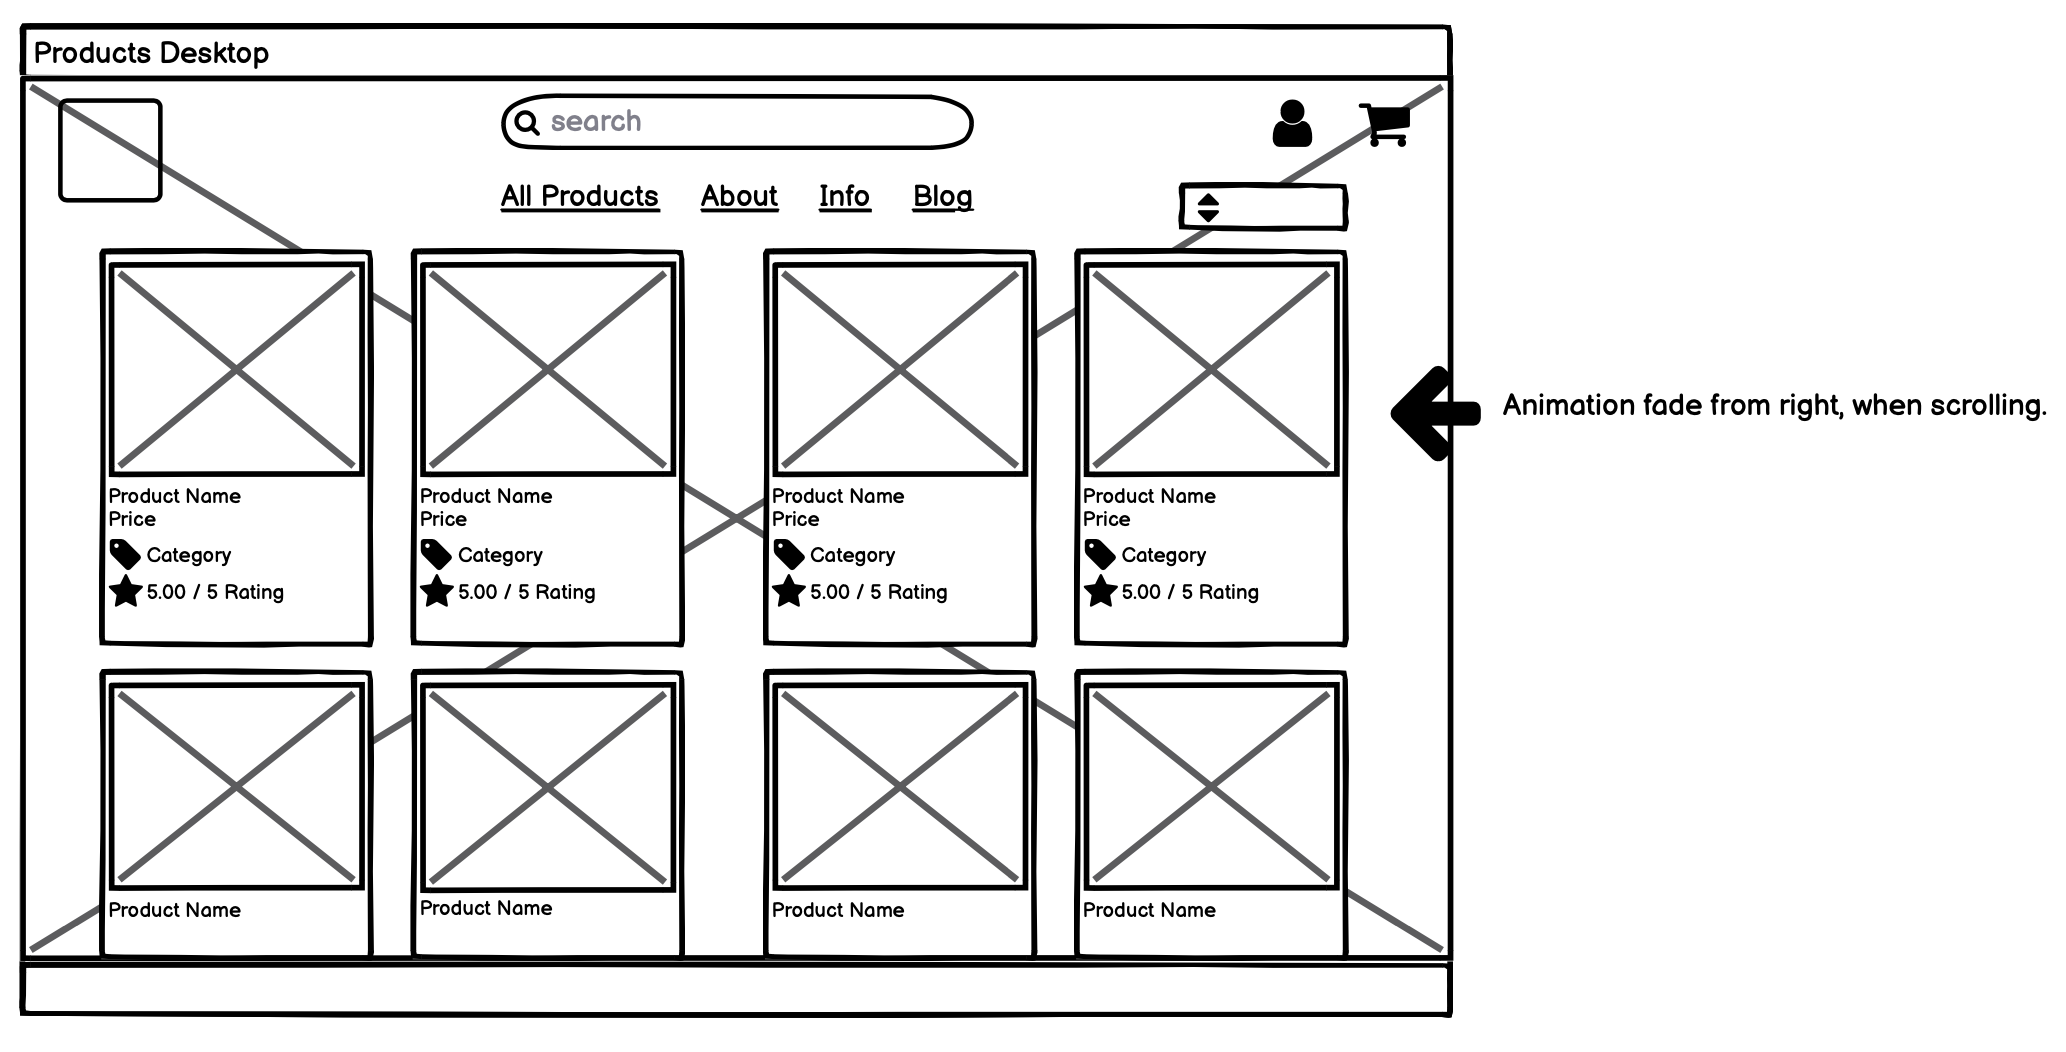 Products Desktop
search
All Products About Info Blog
Animation fade from right, when scrolling.
Product Name Product Name Product Name Product Name
Price Price Price Price
Category Category Category Category
5.00 / 5 Rating 5.00 / 5 Rating 5.00 / 5 Rating 5.00 / 5 Rating
Product Name Product Name Product Name Product Name